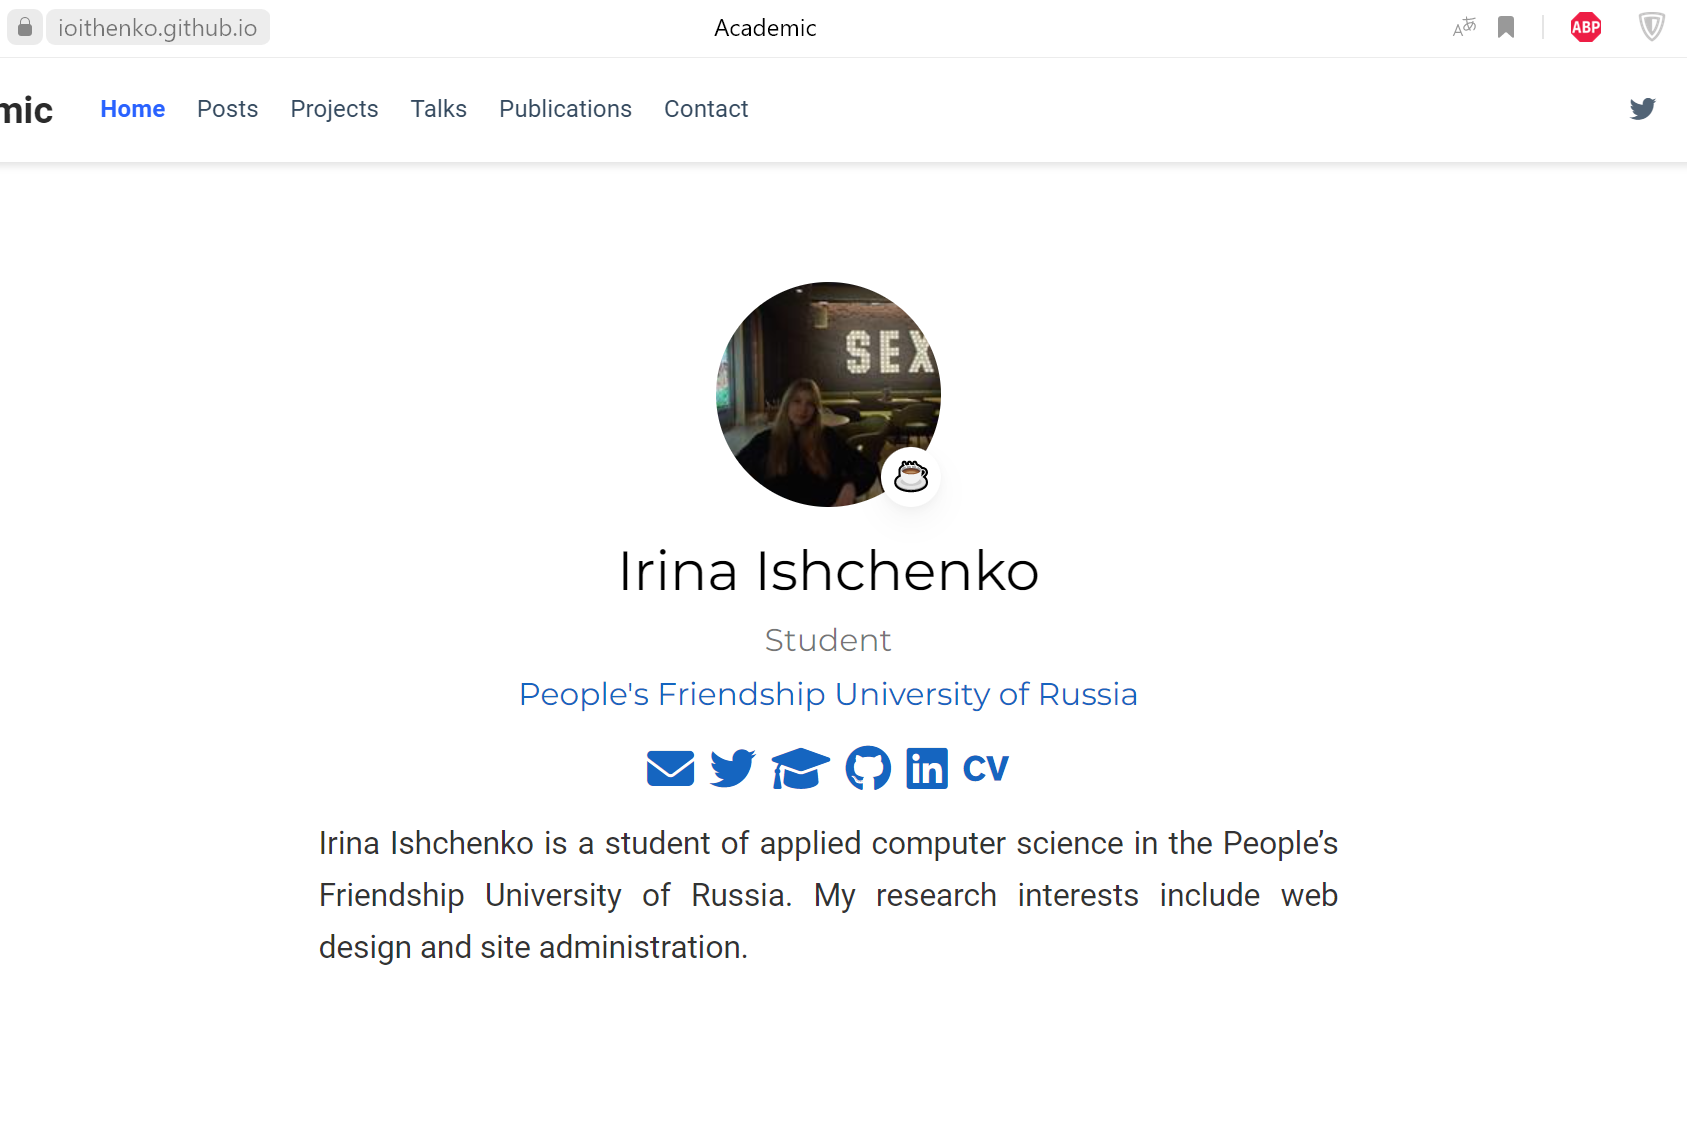 ioithenko.github.io
Academic
ABP
mic
Home Posts Projects Talks Publications Contact
SEX
Irina Ishchenko
Student
People's Friendship University of Russia
in CV
Irina Ishchenko is a student of applied computer science in the People’s
Friendship University of Russia. My research interests include web
design and site administration.